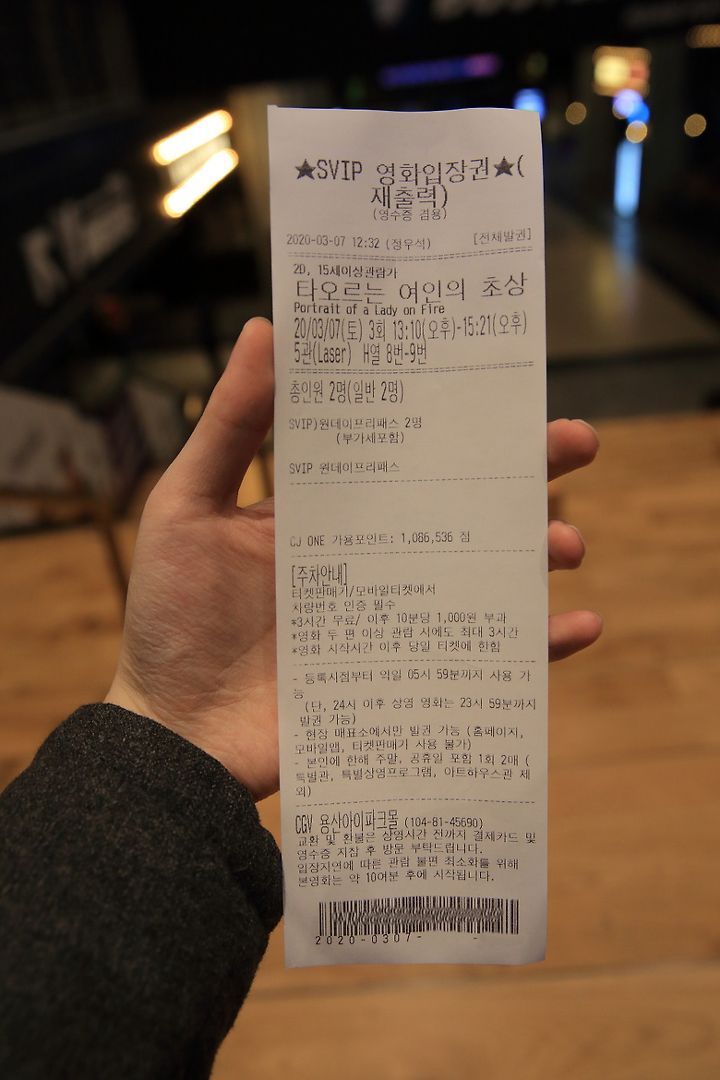 ★SVIP 영화입장권★(
재출력)
(영수증 겸용)
2020-03-07 12:32 (정우석) [전체발권]
2D, 15세이상관람가
타오르는 여인의 초상
Portrait of a Lady on Fire
20/03/07(토) 3회 13:10(오후)-15:21(오후)
5관(Laser) H열 8번-9번
총인원 2명(일반 2명)
SVIP)원데이프리패스 2명
(부가세포함)
SVIP 원데이프리패스
CJ ONE 가용포인트: 1,086,536 점
[주차안내]
티켓판매기/모바일티켓에서
차량번호 인증 필수
*3시간 무료/ 이후 10분당 1,000원 부과
*영화 두 편 이상 관람 시에도 최대 3시간
*영화 시작시간 이후 당일 티켓에 한함
- 등록시점부터 익일 05시 59분까지 사용 가
능
(단, 24시 이후 상영 영화는 23시 59분까지
발권 가능)
- 현장 매표소에서만 발권 가능 (홈페이지,
모바일앱, 티켓판매기 사용 불가)
- 본인에 한해 주말, 공휴일 포함 1회 2매 (
특별관, 특별상영프로그램, 아트하우스관 제
외)
CGV 용산아이파크몰 (104-81-45690)
교환 및 환불은 상영시간 전까지 결제카드 및
영수증 지참 후 방문 부탁드립니다.
입장지연에 따른 관람 불편 최소화를 위해
본영화는 약 10여분 후에 시작됩니다.
2020-0307- -